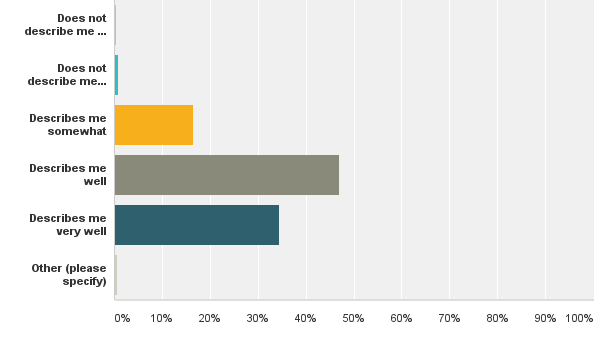 Does not
describe me ...
Does not
describe me...
Describes me
somewhat
Describes me
well
Describes me
very well
Other (please
specify)
0% 10% 20% 30% 40% 50% 60% 70% 80% 90% 100%